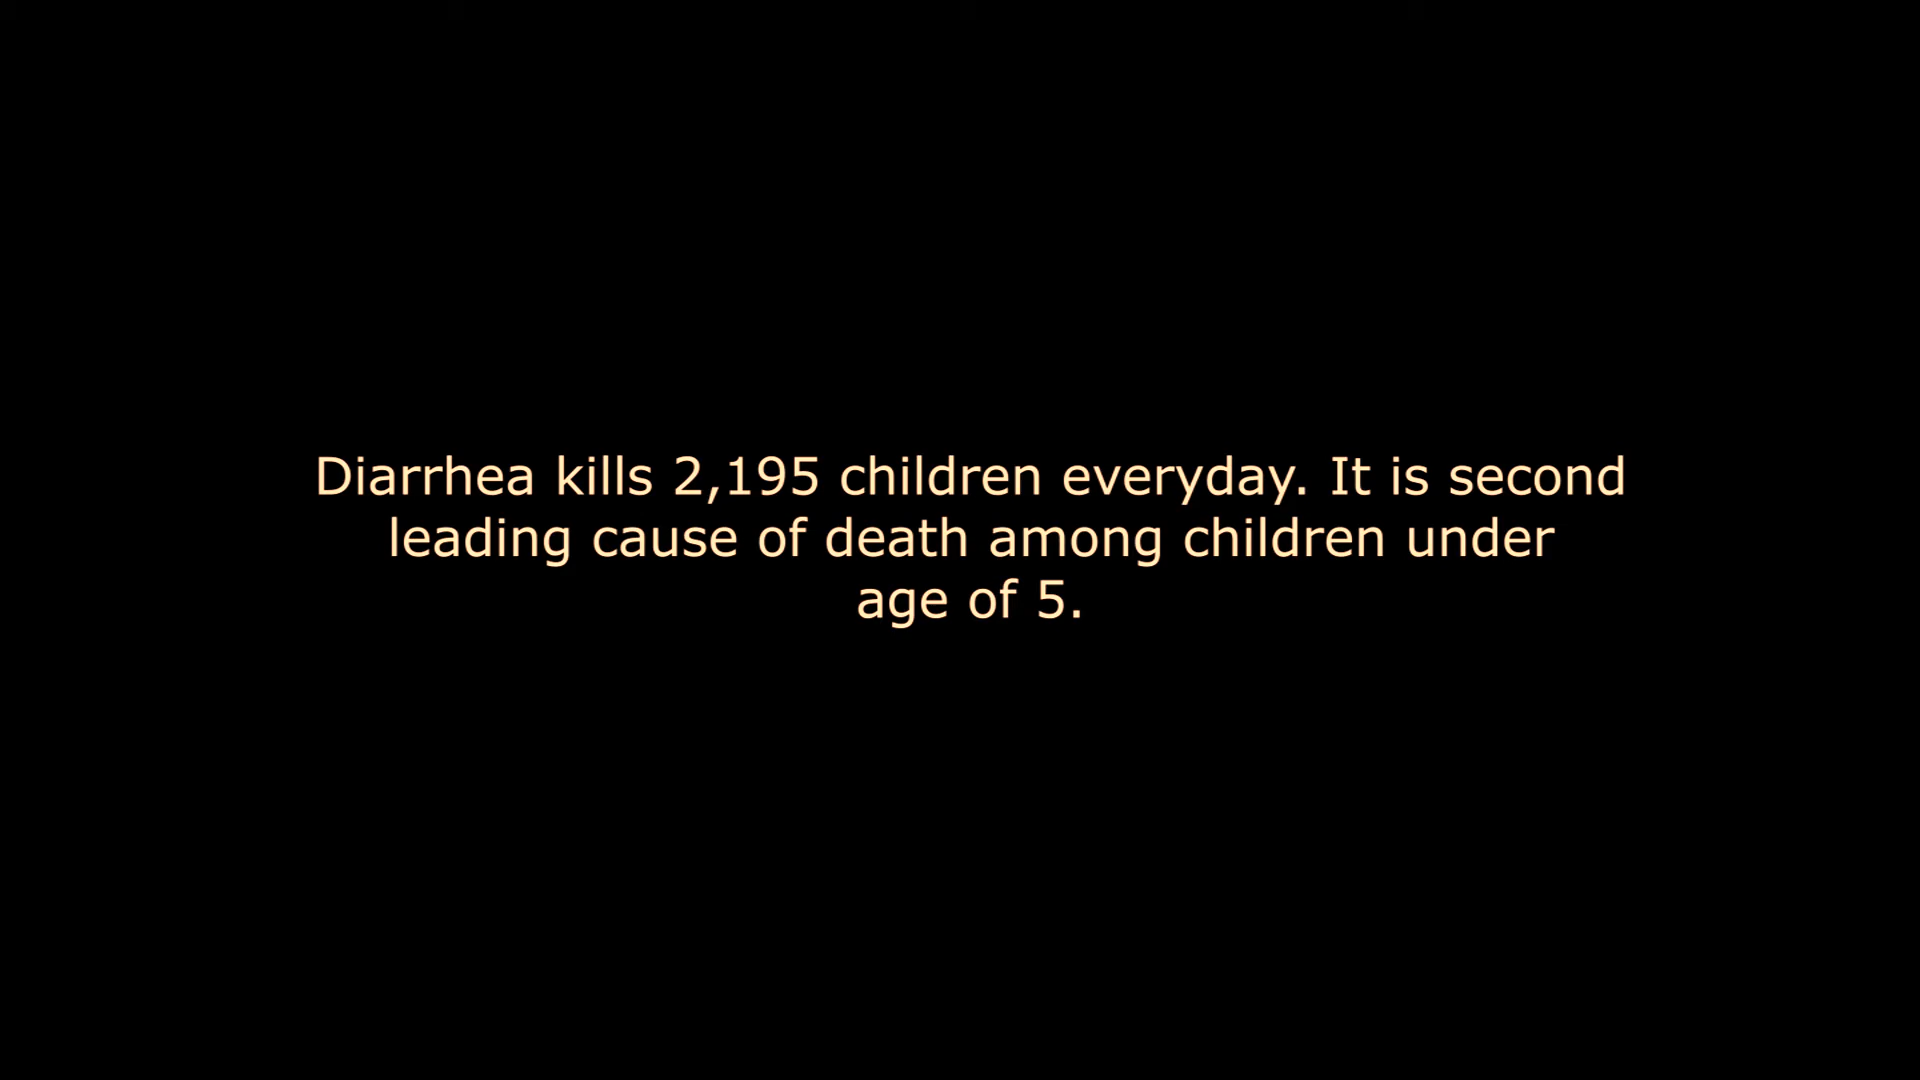 Diarrhea kills 2,195 children everyday. It is second
leading cause of death among children under
age of 5.